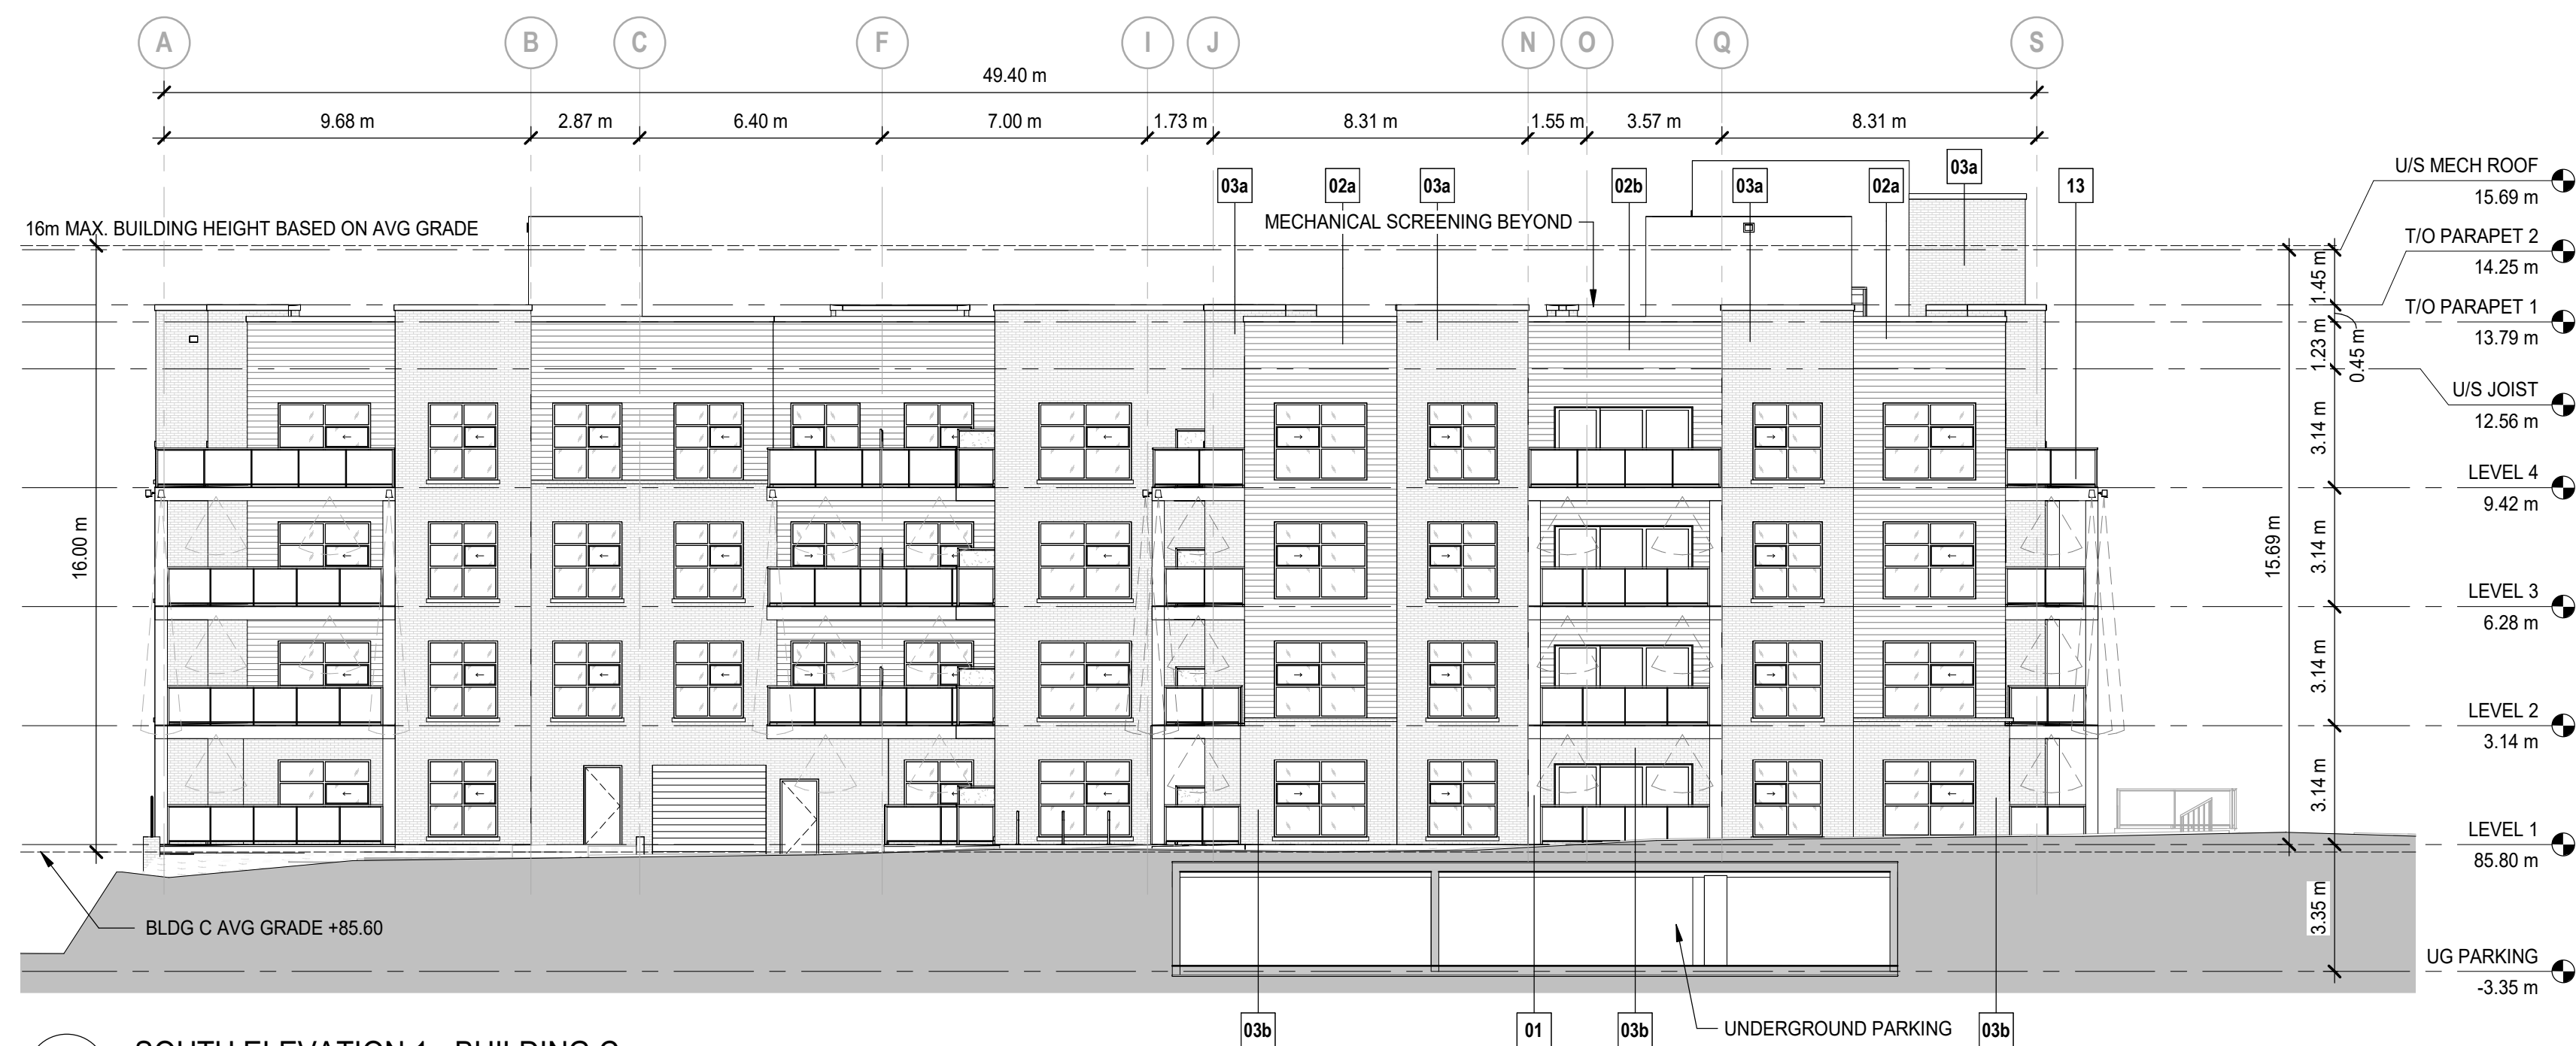 A B C F I J N O Q S
49.40 m
9.68 m 2.87 m 6.40 m 7.00 m 1.73 m 8.31 m 1.55 m 3.57 m 8.31 m
03a 02a 03a 02b 03a 02a 03a 13
16m MAX. BUILDING HEIGHT BASED ON AVG GRADE
MECHANICAL SCREENING BEYOND
U/S MECH ROOF
15.69 m
T/O PARAPET 2
14.25 m
T/O PARAPET 1
13.79 m
U/S JOIST
12.56 m
LEVEL 4
9.42 m
LEVEL 3
6.28 m
LEVEL 2
3.14 m
LEVEL 1
85.80 m
UG PARKING
-3.35 m
1.45 m
1.23 m
0.45 m
3.14 m
3.14 m
3.14 m
3.14 m
3.35 m
15.69 m
16.00 m
BLDG C AVG GRADE +85.60
03b 01 03b UNDERGROUND PARKING 03b
SOUTH ELEVATION 1 - BUILDING C